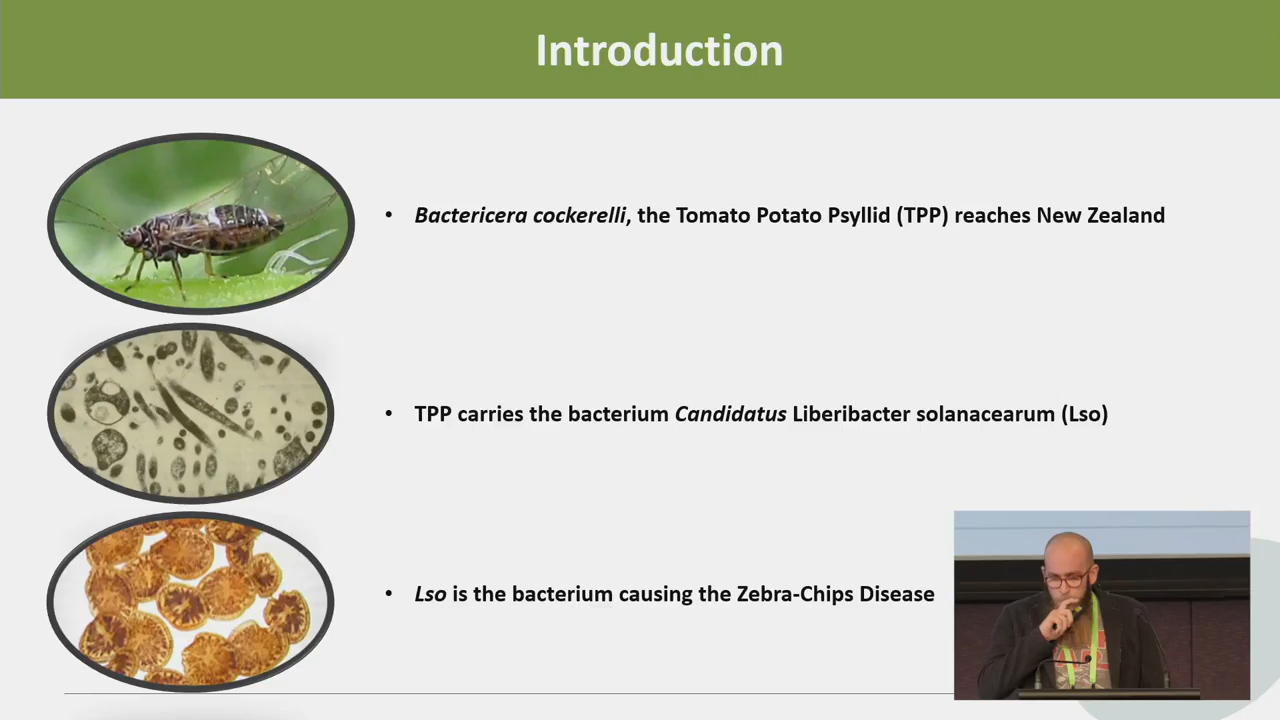 Introduction
• Bactericera cockerelli, the Tomato Potato Psyllid (TPP) reaches New Zealand
• TPP carries the bacterium Candidatus Liberibacter solanacearum (Lso)
• Lso is the bacterium causing the Zebra-Chips Disease